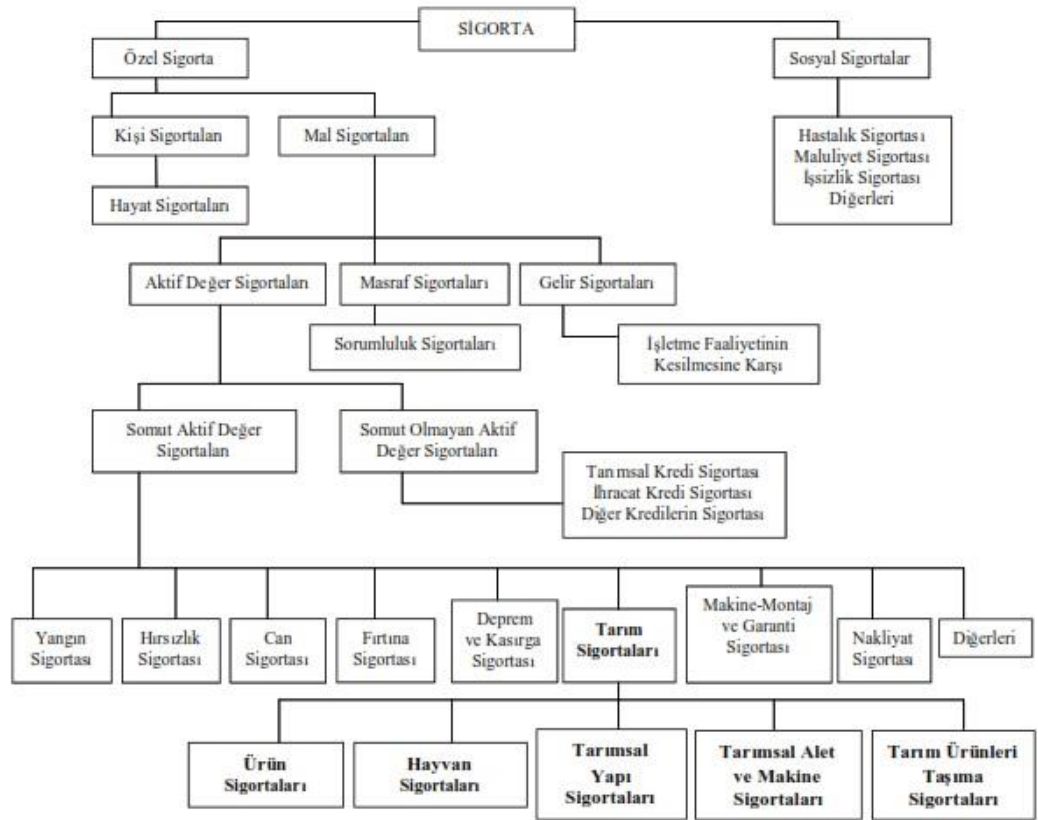 SİGORTA
Özel Sigorta
Sosyal Sigortalar
Kişi Sigortaları
Mal Sigortaları
Hastalık Sigortası
Maluliyet Sigortası
İşsizlik Sigortası
Diğerleri
Hayat Sigortaları
Aktif Değer Sigortaları
Masraf Sigortaları
Gelir Sigortaları
Sorumluluk Sigortaları
İşletme Faaliyetinin
Kesilmesine Karşı
Somut Aktif Değer
Sigortaları
Somut Olmayan Aktif
Değer Sigortaları
Tarımsal Kredi Sigortası
İhracat Kredi Sigortası
Diğer Kredilerin Sigortası
Yangın
Sigortası
Hırsızlık
Sigortası
Can
Sigortası
Fırtına
Sigortası
Deprem
ve Kasırga
Sigortası
Tarım
Sigortaları
Makine-Montaj
ve Garanti
Sigortası
Nakliyat
Sigortası
Diğerleri
Ürün
Sigortaları
Hayvan
Sigortaları
Tarımsal
Yapı
Sigortaları
Tarımsal Alet
ve Makine
Sigortaları
Tarım Ürünleri
Taşıma
Sigortaları